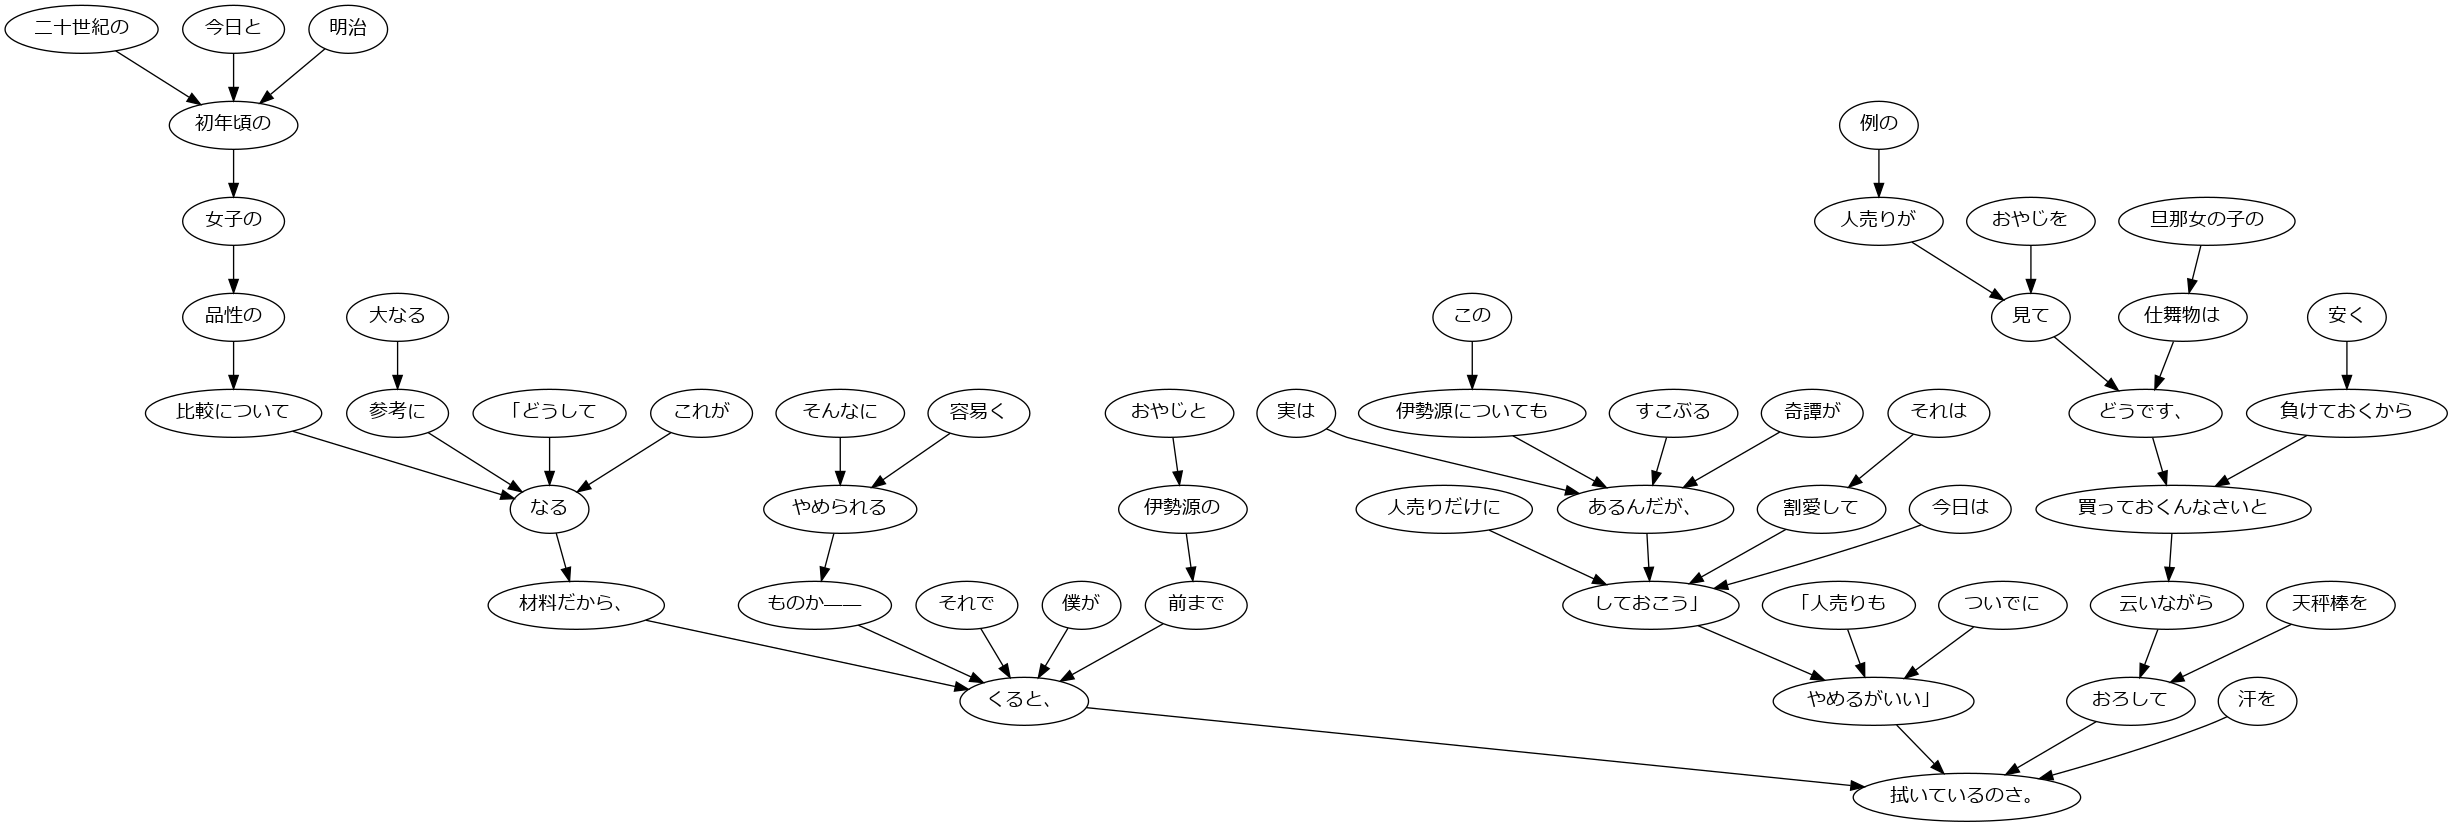 二十世紀の 今日と 明治
初年頃の 例の
女子の 人売りが おやじを 旦那女の子の
品性の 大なる この 見て 仕舞物は 安く
比較について 参考に 「どうして これが そんなに 容易く おやじと 実は 伊勢源についても すこぶる 奇譚が それは どうです、 負けておくから
なる やめられる 伊勢源の 人売りだけに あるんだが、 割愛して 今日は 買っておくんなさいと
材料だから、 ものか―― それで 僕が 前まで しておこう」 「人売りも ついでに 云いながら 天秤棒を
くると、 やめるがいい」 おろして 汗を
拭いているのさ。